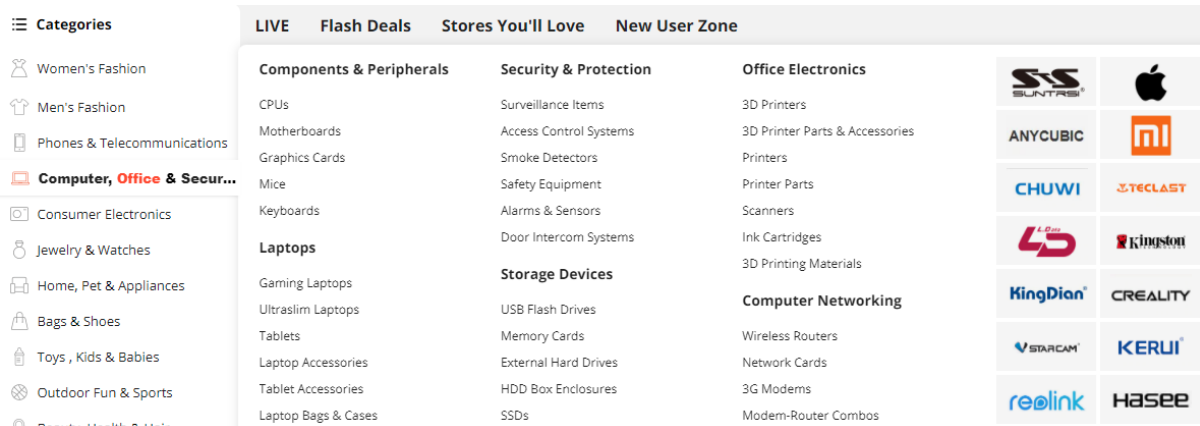 Categories
LIVE
Flash Deals
Stores You'll Love
New User Zone
Women's Fashion
Men's Fashion
Phones & Telecommunications
Computer, Office & Secur...
Consumer Electronics
Jewelry & Watches
Home, Pet & Appliances
Bags & Shoes
Toys , Kids & Babies
Outdoor Fun & Sports
Components & Peripherals
CPUs
Motherboards
Graphics Cards
Mice
Keyboards
Laptops
Gaming Laptops
Ultraslim Laptops
Tablets
Laptop Accessories
Tablet Accessories
Laptop Bags & Cases
Security & Protection
Surveillance Items
Access Control Systems
Smoke Detectors
Safety Equipment
Alarms & Sensors
Door Intercom Systems
Storage Devices
USB Flash Drives
Memory Cards
External Hard Drives
HDD Box Enclosures
SSDs
Office Electronics
3D Printers
3D Printer Parts & Accessories
Printers
Printer Parts
Scanners
Ink Cartridges
3D Printing Materials
Computer Networking
Wireless Routers
Network Cards
3G Modems
Modem-Router Combos
SUNTRSI
ANYCUBIC
mi
CHUWI
TECLAST
Kingston
KingDian
CREALITY
VSTARCAM
KERUI
reolink
Hasee